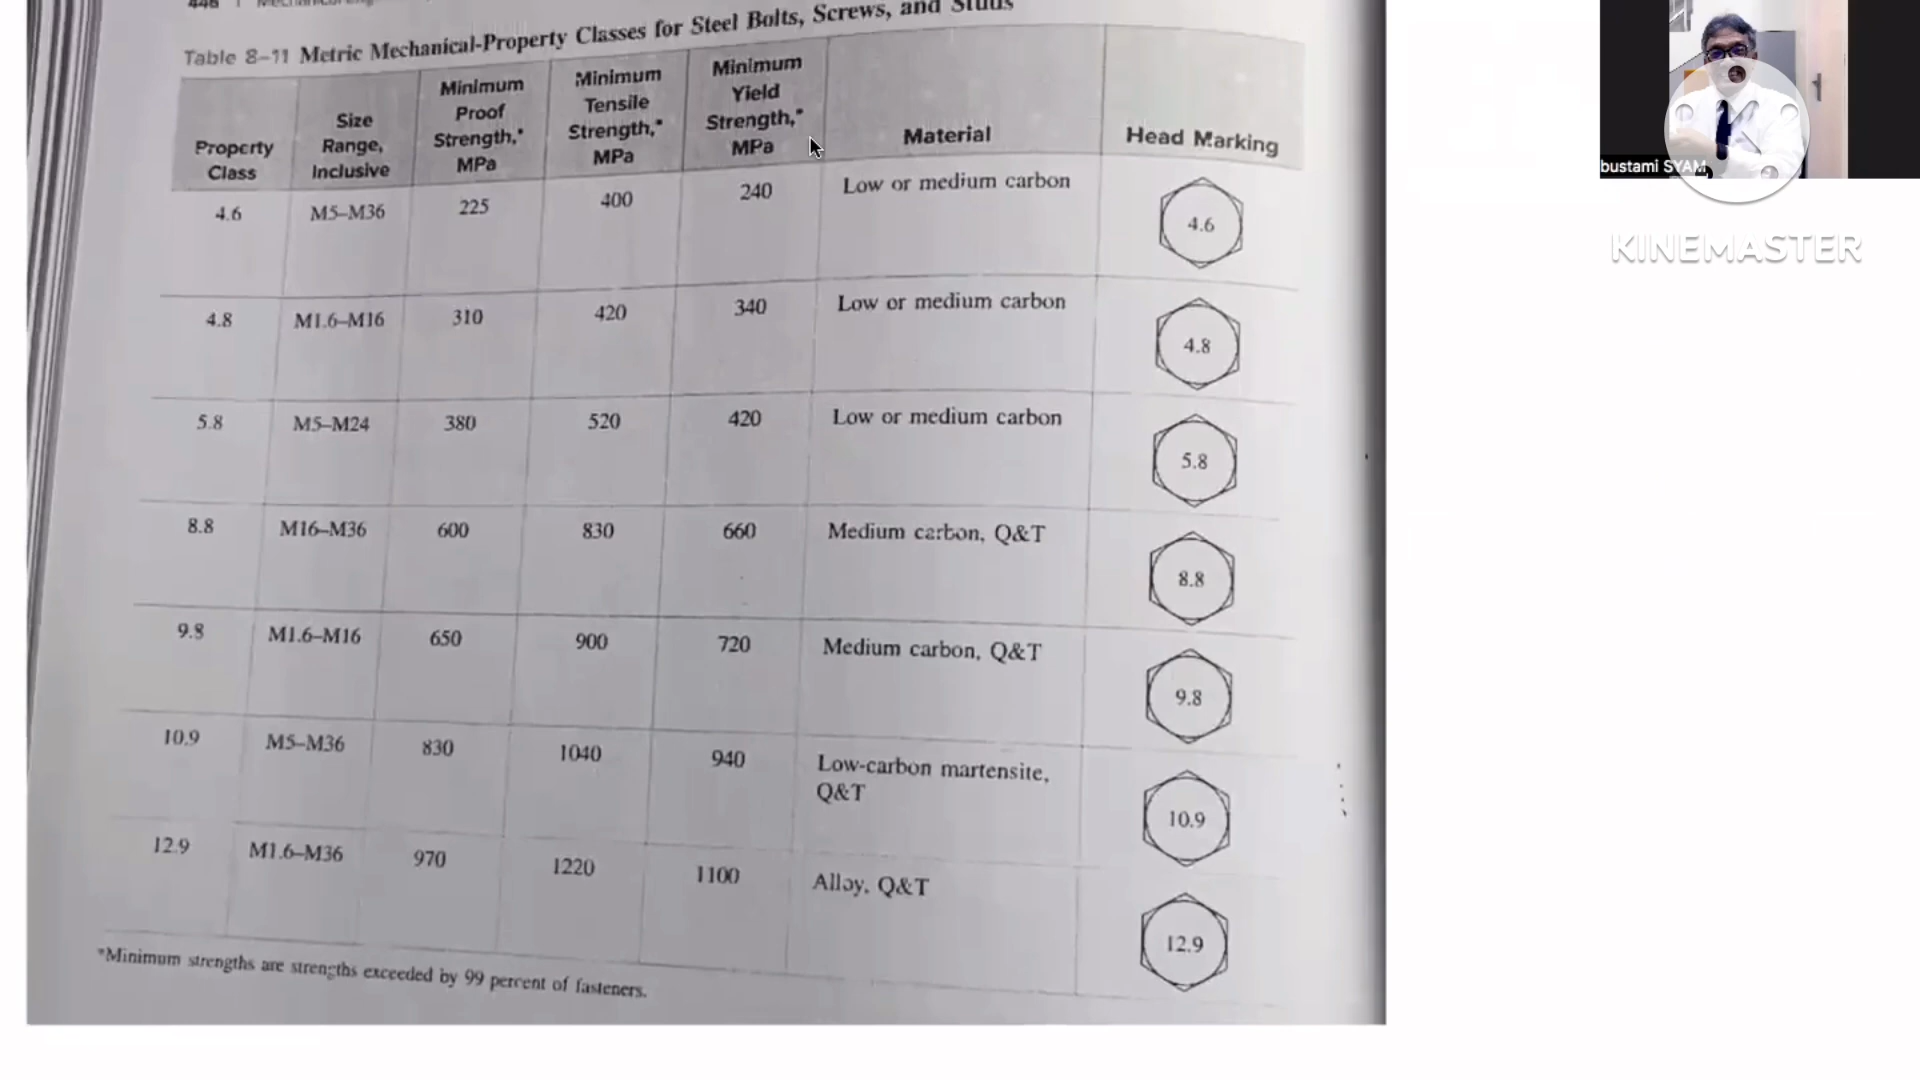 Table 8–11 Metric Mechanical-Property Classes for Steel Bolts, Screws, and Studs
Property Class Size Range, Inclusive Minimum Proof Strength,* MPa Minimum Tensile Strength,* MPa Minimum Yield Strength,* MPa Material Head Marking
4.6 M5–M36 225 400 240 Low or medium carbon 4.6
4.8 M1.6–M16 310 420 340 Low or medium carbon 4.8
5.8 M5–M24 380 520 420 Low or medium carbon 5.8
8.8 M16–M36 600 830 660 Medium carbon, Q&T 8.8
9.8 M1.6–M16 650 900 720 Medium carbon, Q&T 9.8
10.9 M5–M36 830 1040 940 Low-carbon martensite, Q&T 10.9
12.9 M1.6–M36 970 1220 1100 Alloy, Q&T 12.9
*Minimum strengths are strengths exceeded by 99 percent of fasteners.
bustami SYAM
KINEMASTER